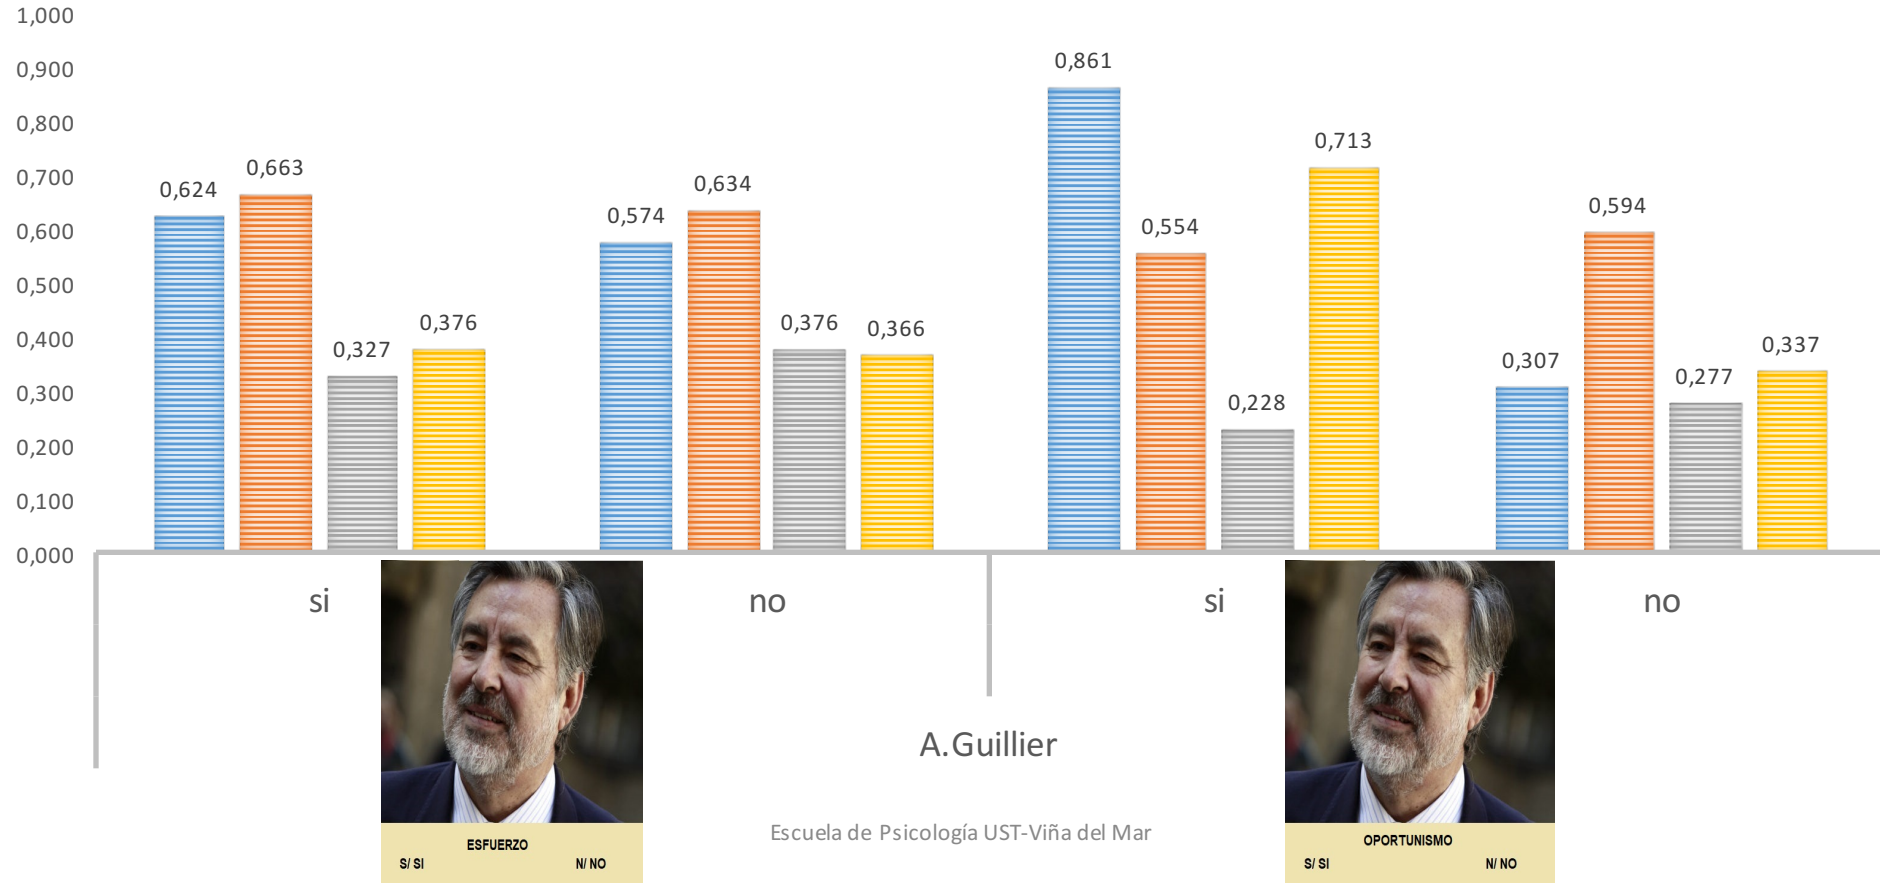 1,000
0,900
0,800
0,700
0,600
0,500
0,400
0,300
0,200
0,100
0,000
0,624
0,663
0,327
0,376
0,574
0,634
0,376
0,366
0,861
0,554
0,228
0,713
0,307
0,594
0,277
0,337
si
no
si
no
A.Guillier
Escuela de Psicología UST-Viña del Mar
ESFUERZO
S/ SI N/ NO
OPORTUNISMO
S/ SI N/ NO